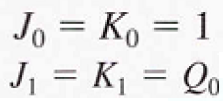 J₀ = K₀ = 1
J₁ = K₁ = Q₀